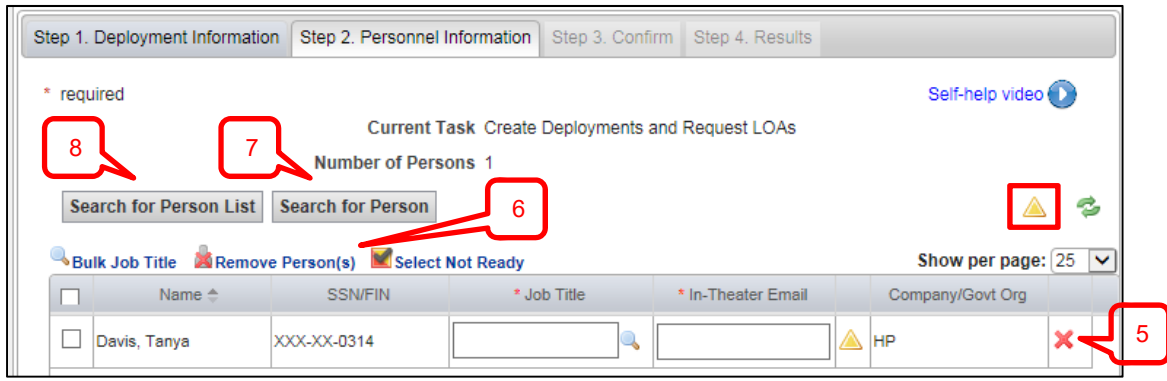 Step 1. Deployment Information Step 2. Personnel Information Step 3. Confirm Step 4. Results
* required
Self-help video
Current Task Create Deployments and Request LOAs
8
7
Number of Persons 1
Search for Person List Search for Person
6
Bulk Job Title Remove Person(s) Select Not Ready Show per page: 25
Name SSN/FIN * Job Title * In-Theater Email Company/Govt Org
Davis, Tanya XXX-XX-0314 HP
5